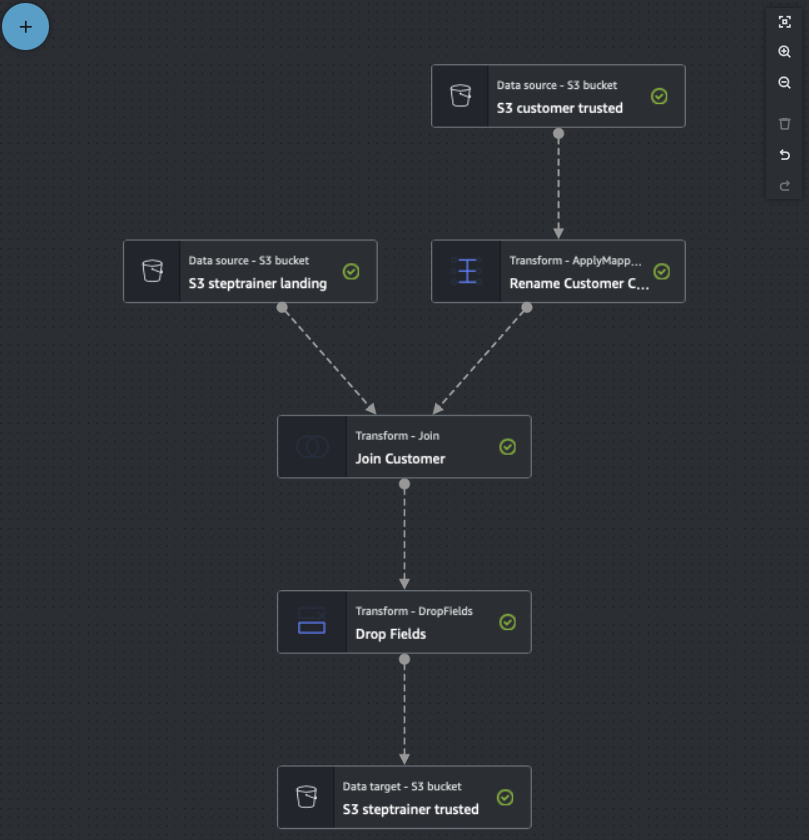 +
Data source - S3 bucket
S3 customer trusted
Data source - S3 bucket
S3 steptrainer landing
Transform - ApplyMapp...
Rename Customer C...
Transform - Join
Join Customer
Transform - DropFields
Drop Fields
Data target - S3 bucket
S3 steptrainer trusted